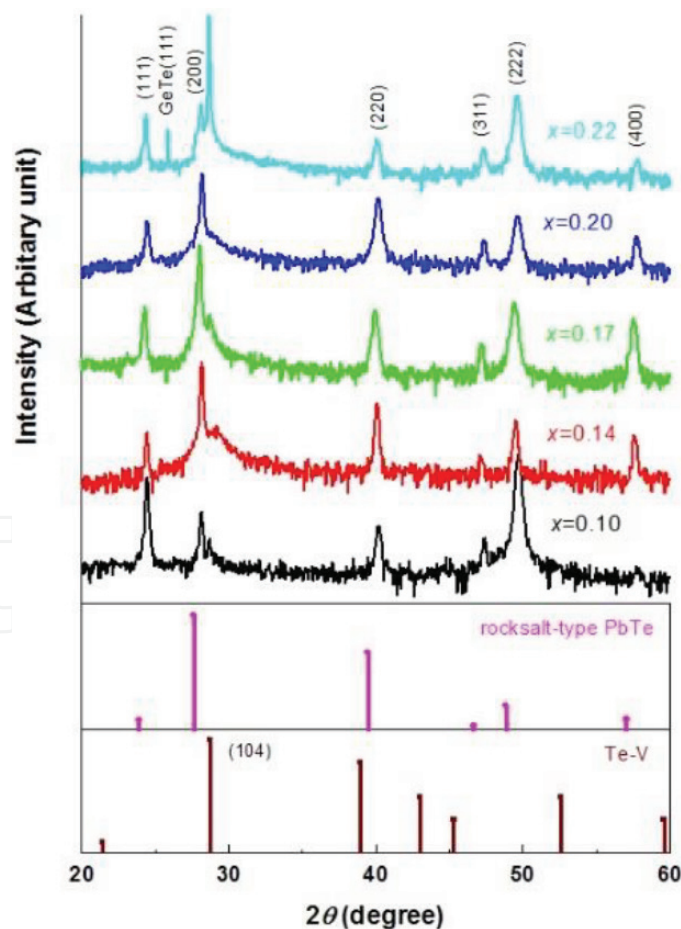 Intensity (Arbitary unit)
(111)
GeTe(111)
(200)
(220)
(311)
(222)
(400)
x=0.22
x=0.20
x=0.17
x=0.14
x=0.10
rocksalt-type PbTe
(104)
Te-V
20 30 40 50 60
2θ (degree)